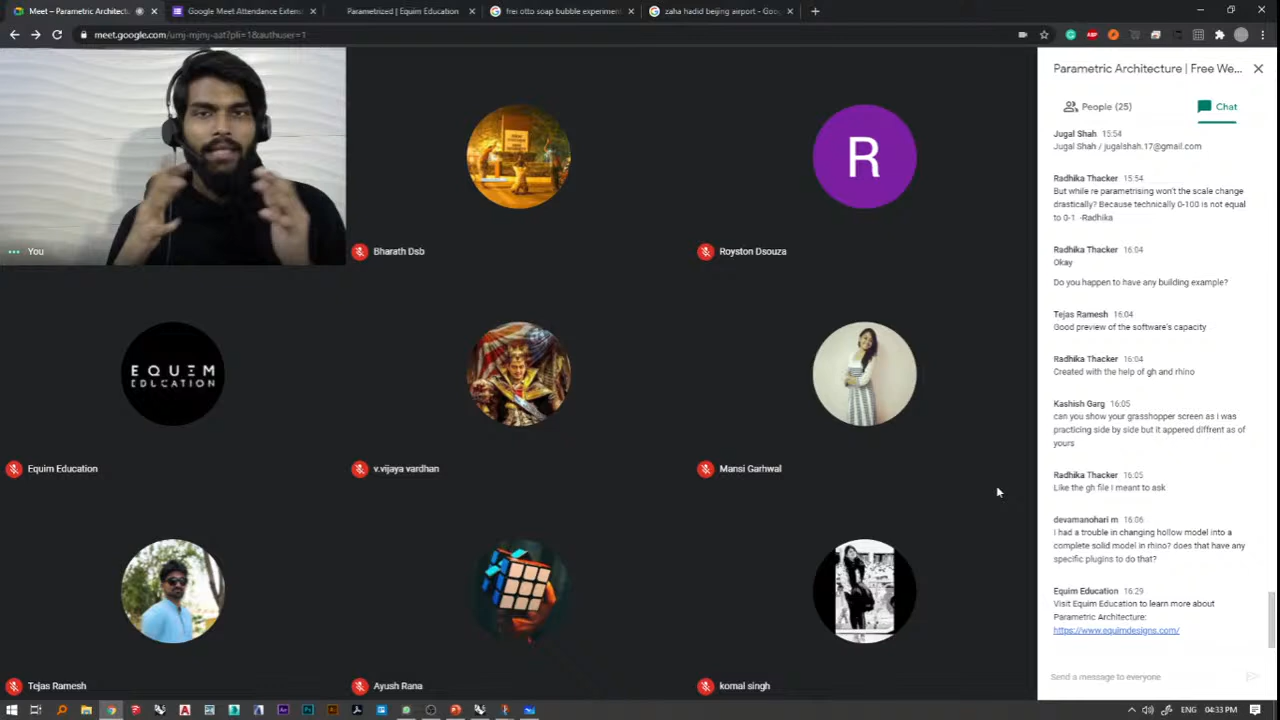 Meet – Parametric Architect
Google Meet Attendance Extensi
Parametrized | Equim Education
frei otto soap bubble experiment
zaha hadid beijing airport - Goog
meet.google.com/umj-mjmj-aat?pli=1&authuser=1
Parametric Architecture | Free We...
People (25)
Chat
Jugal Shah 15:54
Jugal Shah / jugalshah.17@gmail.com
Radhika Thacker 15:54
But while re parametrising won't the scale change
drastically? Because technically 0-100 is not equal
to 0-1 -Radhika
Radhika Thacker 16:04
Okay
Do you happen to have any building example?
Tejas Ramesh 16:04
Good preview of the software's capacity
Radhika Thacker 16:04
Created with the help of gh and rhino
Kashish Garg 16:05
can you show your grasshopper screen as I was
practicing side by side but it appered diffrent as of
yours
Radhika Thacker 16:05
Like the gh file I meant to ask
devamanohari m 16:06
I had a trouble in changing hollow model into a
complete solid model in rhino? does that have any
specific plugins to do that?
Equim Education 16:29
Visit Equim Education to learn more about
Parametric Architecture:
https://www.equimdesigns.com/
Send a message to everyone
You
Bharath Dsb
R
Royston Dsouza
EQUIM
EDUCATION
Equim Education
v.vijaya vardhan
Mansi Garhwal
Tejas Ramesh
komal singh
ENG
04:33 PM